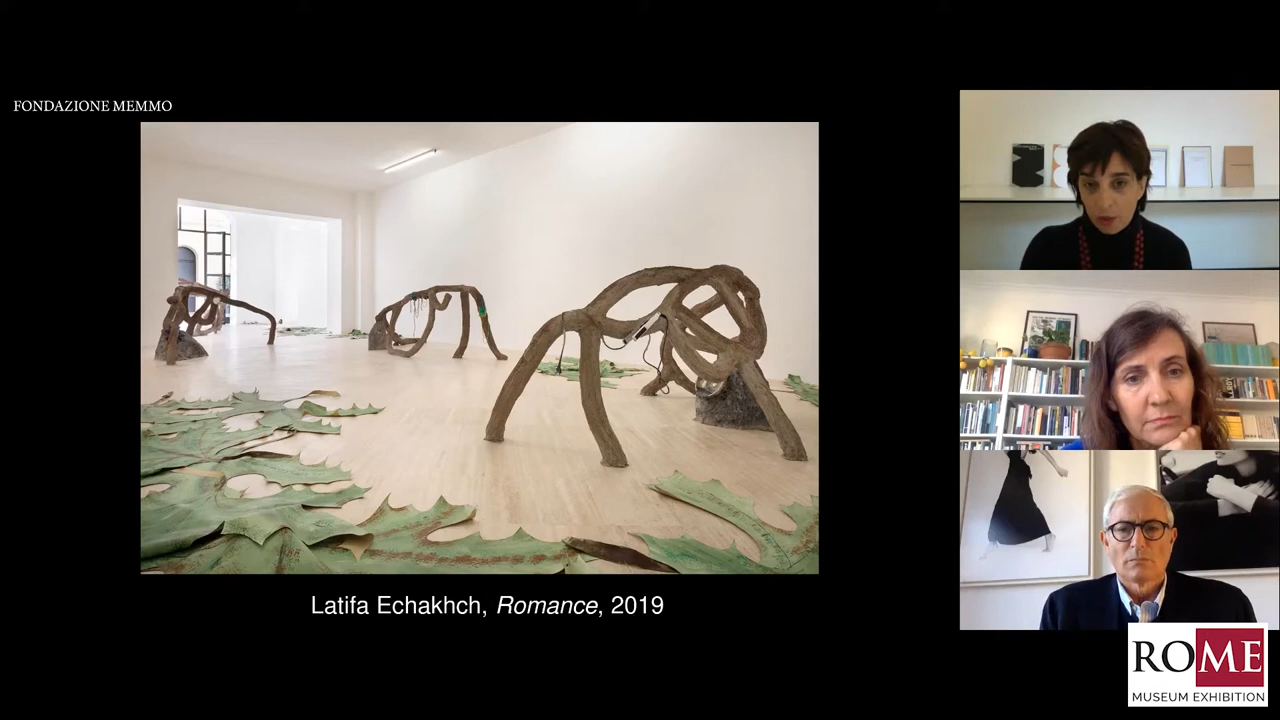 FONDAZIONE MEMMO
Latifa Echakhch, Romance, 2019
ROME
MUSEUM EXHIBITION